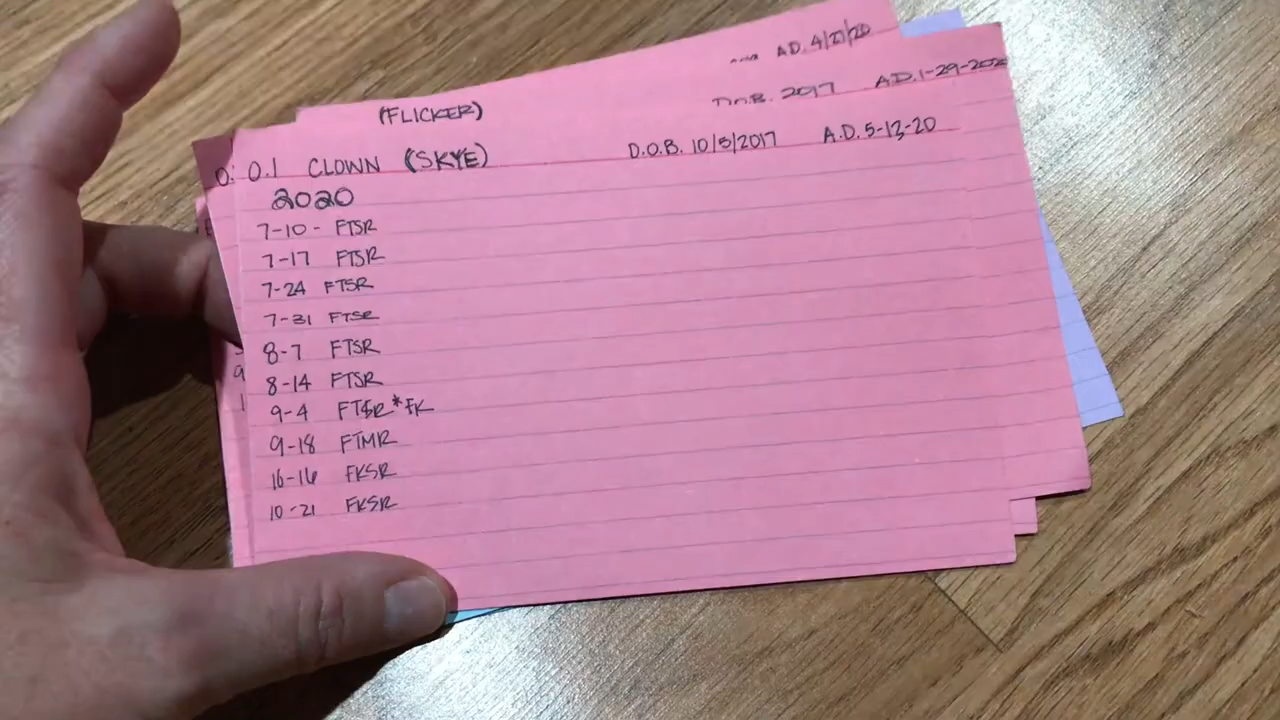 A.D. 4/27/20
D.O.B. 2017 A.D. 1-29-2020
(FLICKER)
0.1 CLOWN (SKYE) D.O.B. 10/5/2017 A.D. 5-13-20
2020
7-10 - FTSR
7-17 FTSR
7-24 FTSR
7-31 FTSR
8-7 FTSR
8-14 FTSR
9-4 FTSR *FK
9-18 FTMR
10-16 FKSR
10-21 FKSR